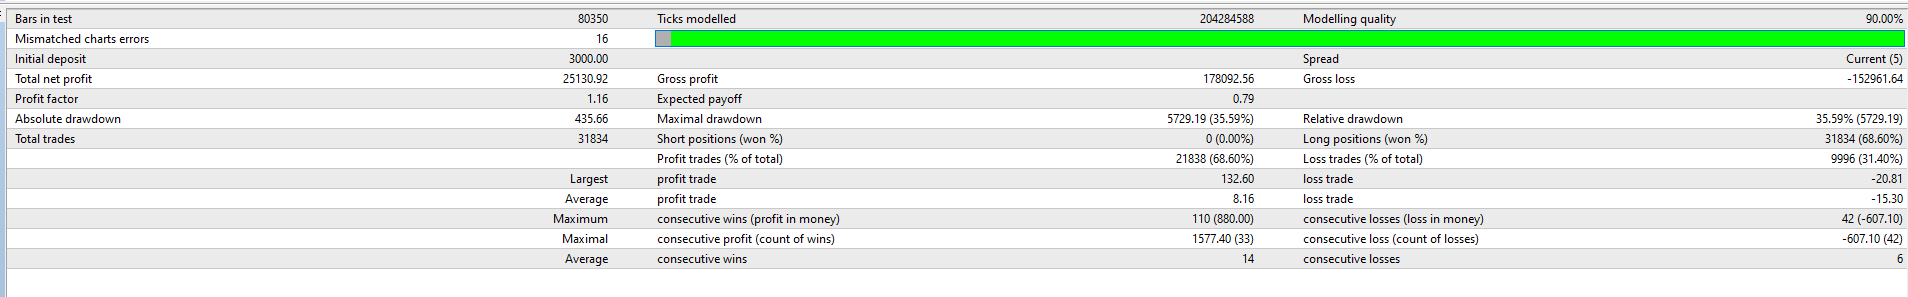 Bars in test 80350 Ticks modelled 204284588 Modelling quality 90.00%
Mismatched charts errors 16
Initial deposit 3000.00 Spread Current (5)
Total net profit 25130.92 Gross profit 178092.56 Gross loss -152961.64
Profit factor 1.16 Expected payoff 0.79
Absolute drawdown 435.66 Maximal drawdown 5729.19 (35.59%) Relative drawdown 35.59% (5729.19)
Total trades 31834 Short positions (won %) 0 (0.00%) Long positions (won %) 31834 (68.60%)
Profit trades (% of total) 21838 (68.60%) Loss trades (% of total) 9996 (31.40%)
Largest profit trade 132.60 loss trade -20.81
Average profit trade 8.16 loss trade -15.30
Maximum consecutive wins (profit in money) 110 (880.00) consecutive losses (loss in money) 42 (-607.10)
Maximal consecutive profit (count of wins) 1577.40 (33) consecutive loss (count of losses) -607.10 (42)
Average consecutive wins 14 consecutive losses 6